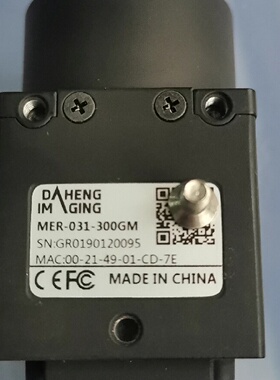 DAHENG
IMAGING
MER-031-300GM
SN:GR0190120095
MAC:00-21-49-01-CD-7E
CE FC MADE IN CHINA